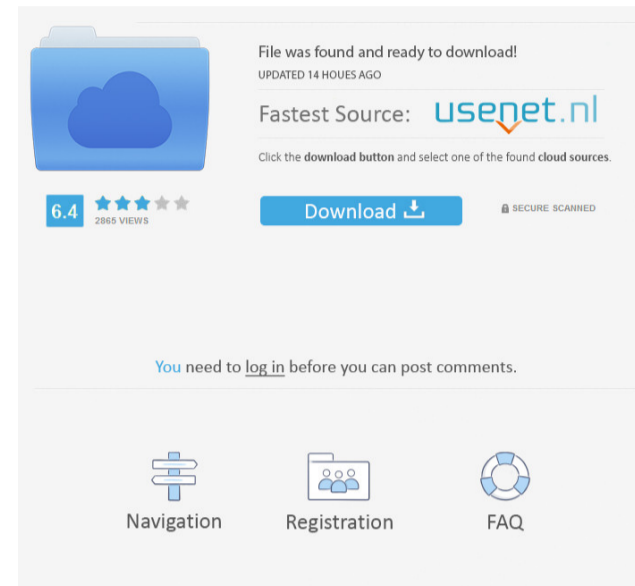 File was found and ready to download!
UPDATED 14 HOUES AGO
Fastest Source: usenet.nl
Click the download button and select one of the found cloud sources.
6.4
2865 VIEWS
Download
SECURE SCANNED
You need to log in before you can post comments.
Navigation
Registration
FAQ